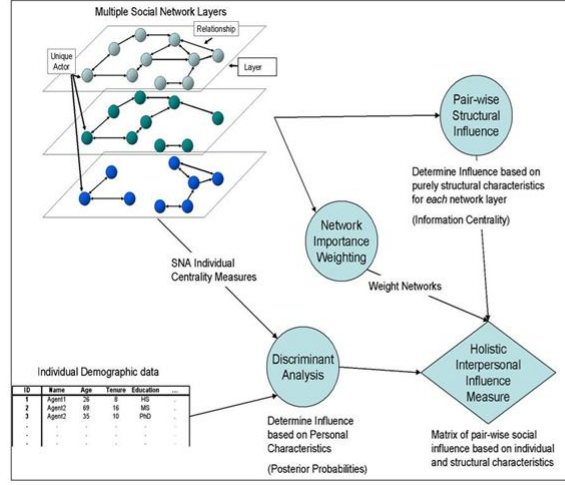 Multiple Social Network Layers
Relationship
Unique
Actor
Layer
Pair-wise
Structural
Influence
Determine Influence based on
purely structural characteristics
for each network layer
(Information Centrality)
Network
Importance
Weighting
Weight Networks
SNA Individual
Centrality Measures
Discriminant
Analysis
Determine Influence
based on Personal
Characteristics
(Posterior Probabilities)
Holistic
Interpersonal
Influence
Measure
Matrix of pair-wise social
influence based on individual
and structural characteristics
Individual Demographic data
ID Name Age Tenure Education ...
1 Agent1 26 8 HS
2 Agent2 69 16 MS
3 Agent2 35 10 PhD